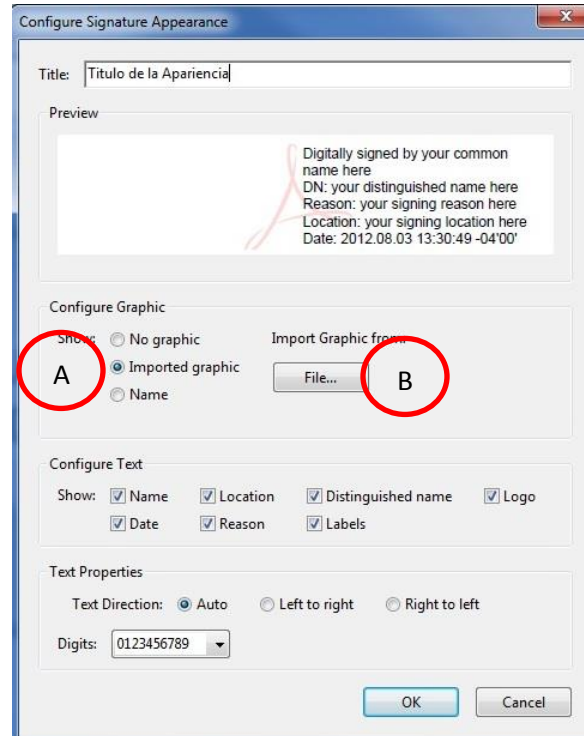 Configure Signature Appearance
Title: Titulo de la Apariencia
Preview
Digitally signed by your common
name here
DN: your distinguished name here
Reason: your signing reason here
Location: your signing location here
Date: 2012.08.03 13:30:49 -04'00'
Configure Graphic
Show: No graphic Import Graphic from:
A Imported graphic File... B
Name
Configure Text
Show: Name Location Distinguished name Logo
Date Reason Labels
Text Properties
Text Direction: Auto Left to right Right to left
Digits: 0123456789
OK Cancel